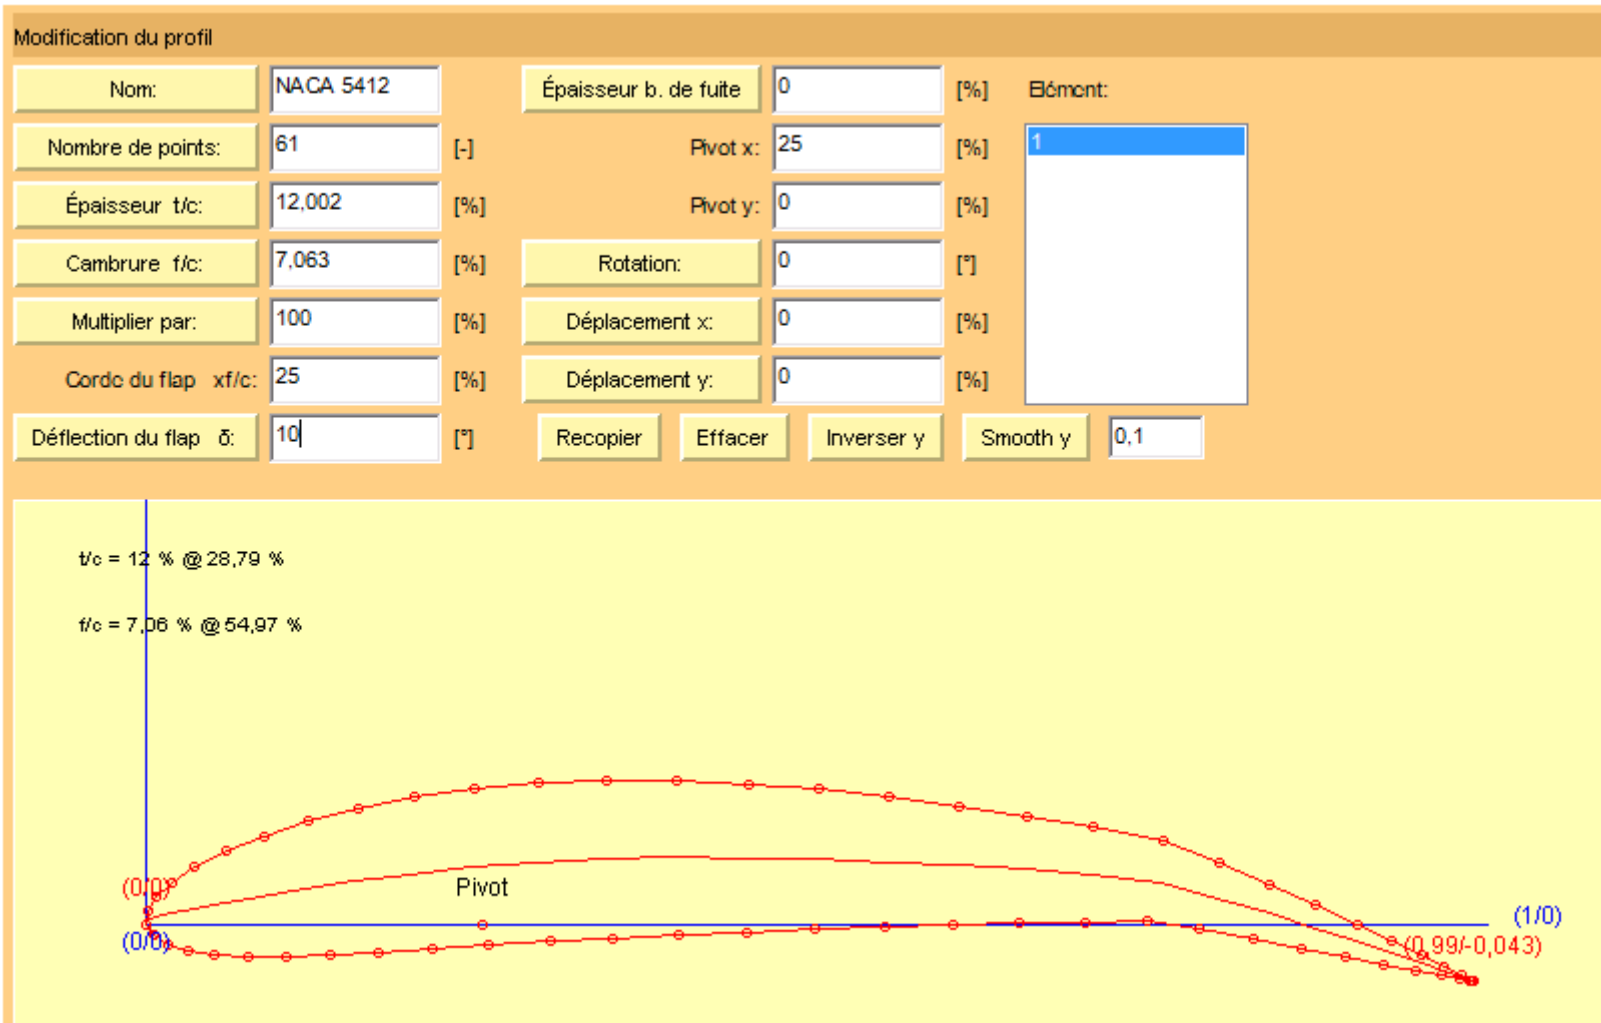 Modification du profil
Nom: NACA 5412 Épaisseur b. de fuite 0 [%] Elément:
Nombre de points: 61 [-] Pivot x: 25 [%] 1
Épaisseur t/c: 12,002 [%] Pivot y: 0 [%]
Cambrure f/c: 7,063 [%] Rotation: 0 [°]
Multiplier par: 100 [%] Déplacement x: 0 [%]
Corde du flap xf/c: 25 [%] Déplacement y: 0 [%]
Déflection du flap δ: 10 [°] Recopier Effacer Inverser y Smooth y 0,1
t/c = 12 % @ 28,79 %
f/c = 7,06 % @ 54,97 %
(0/0) Pivot
(1/0)
(0/0) (0,99/-0,043)